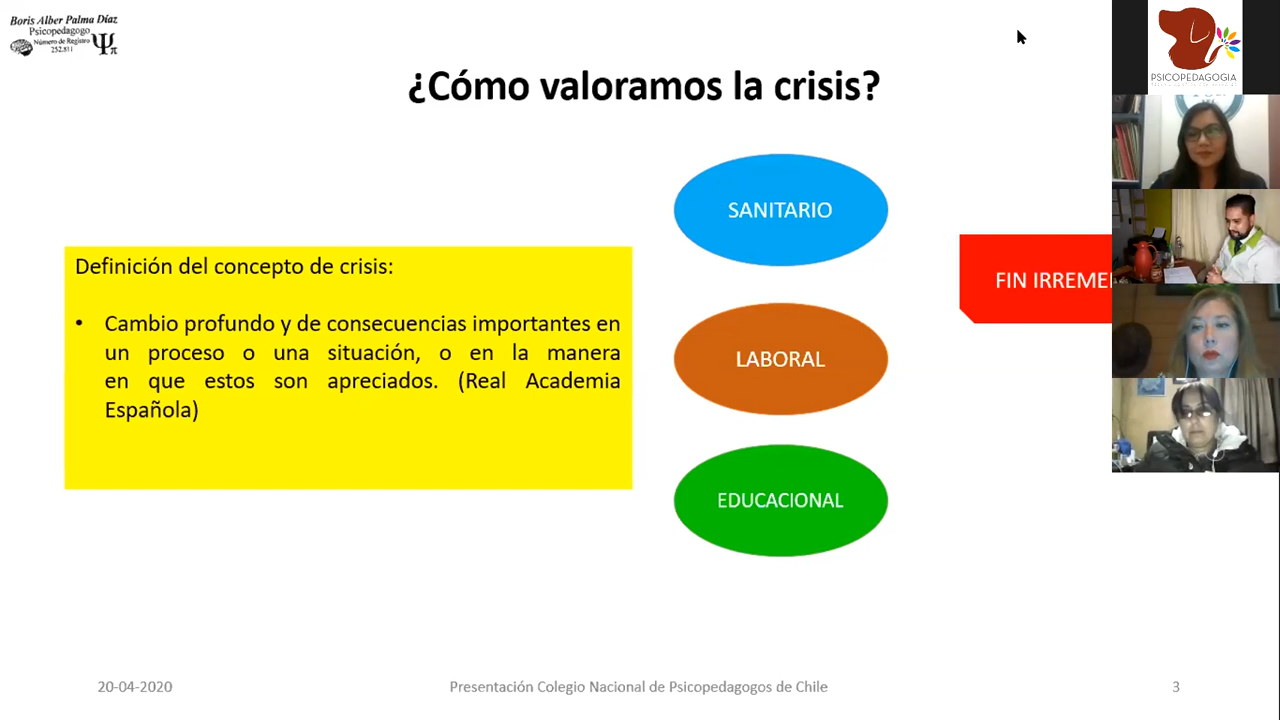 Boris Alber Palma Díaz
Psicopedagogo
Número de Registro
252.811
¿Cómo valoramos la crisis?
PSICOPEDAGOGIA
SANITARIO
Definición del concepto de crisis:
• Cambio profundo y de consecuencias importantes en
un proceso o una situación, o en la manera
en que estos son apreciados. (Real Academia
Española)
FIN IRREME
LABORAL
EDUCACIONAL
20-04-2020
Presentación Colegio Nacional de Psicopedagogos de Chile
3